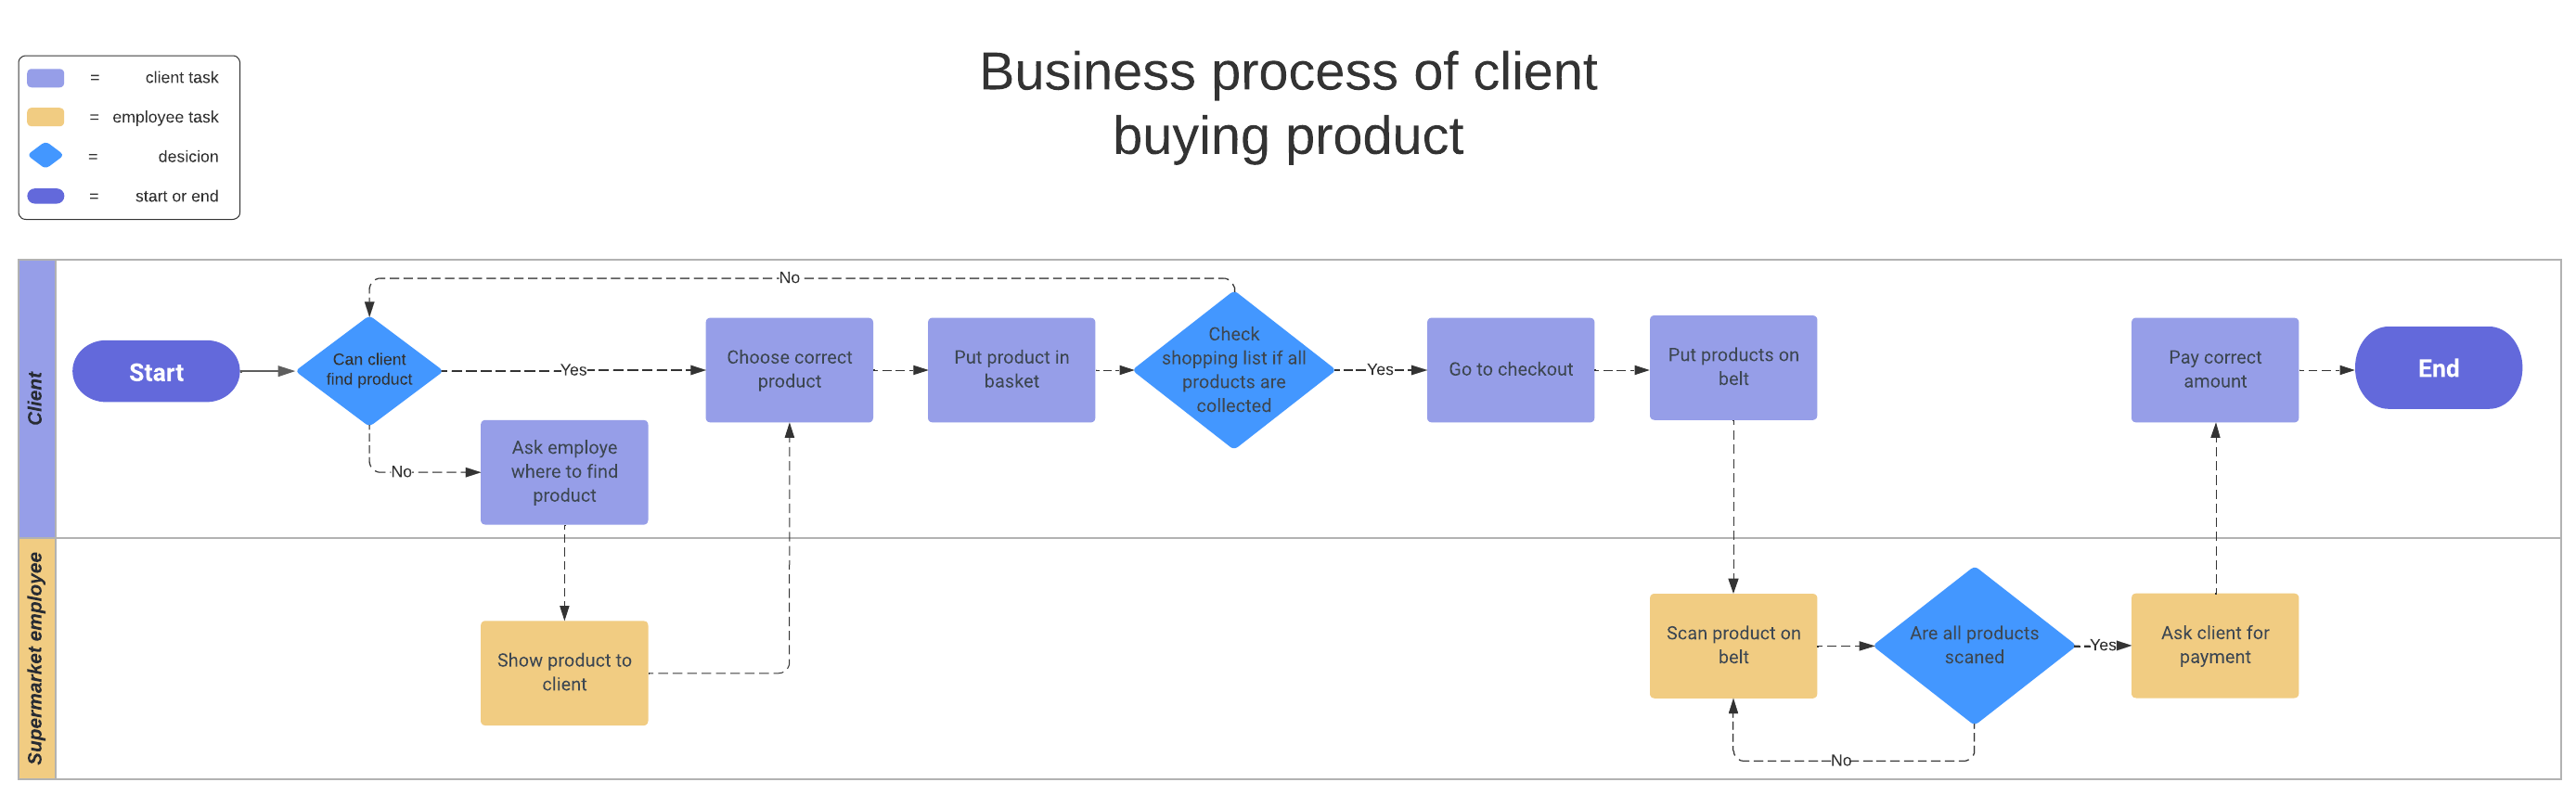 Business process of client
buying product
= client task
= employee task
= desicion
= start or end
Client
Start
Can client
find product
Yes
No
No
Ask employe
where to find
product
Choose correct
product
Put product in
basket
Check
shopping list if all
products are
collected
Yes
Go to checkout
Put products on
belt
Pay correct
amount
End
Supermarket employee
Show product to
client
Scan product on
belt
Are all products
scaned
Yes
No
Ask client for
payment